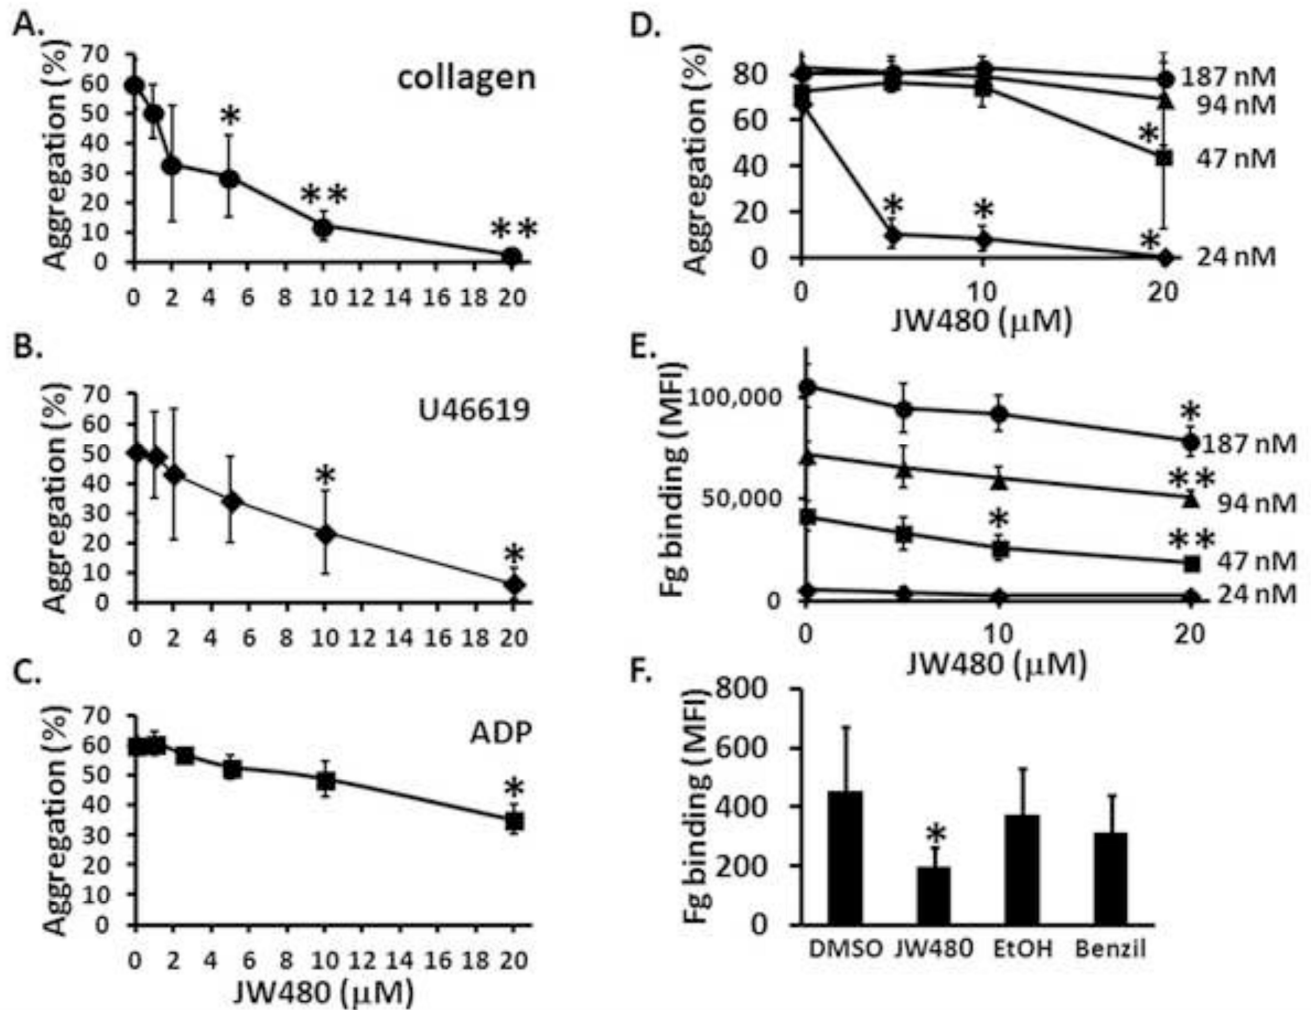 A.
Aggregation (%)
70
60
50
40
30
20
10
0
collagen
*
**
**
0 2 4 6 8 10 12 14 16 18 20
B.
Aggregation (%)
70
60
50
40
30
20
10
0
U46619
*
*
0 2 4 6 8 10 12 14 16 18 20
C.
Aggregation (%)
70
60
50
40
30
20
10
0
ADP
*
0 2 4 6 8 10 12 14 16 18 20
JW480 (μM)
D.
Aggregation (%)
80
60
40
20
0
187 nM
94 nM
* 47 nM
* * * 24 nM
0 10 20
JW480 (μM)
E.
Fg binding (MFI)
100,000
50,000
0
*
187 nM
**
94 nM
* **
47 nM
24 nM
0 10 20
JW480 (μM)
F.
Fg binding (MFI)
800
600
400
200
0
*
DMSO JW480 EtOH Benzil